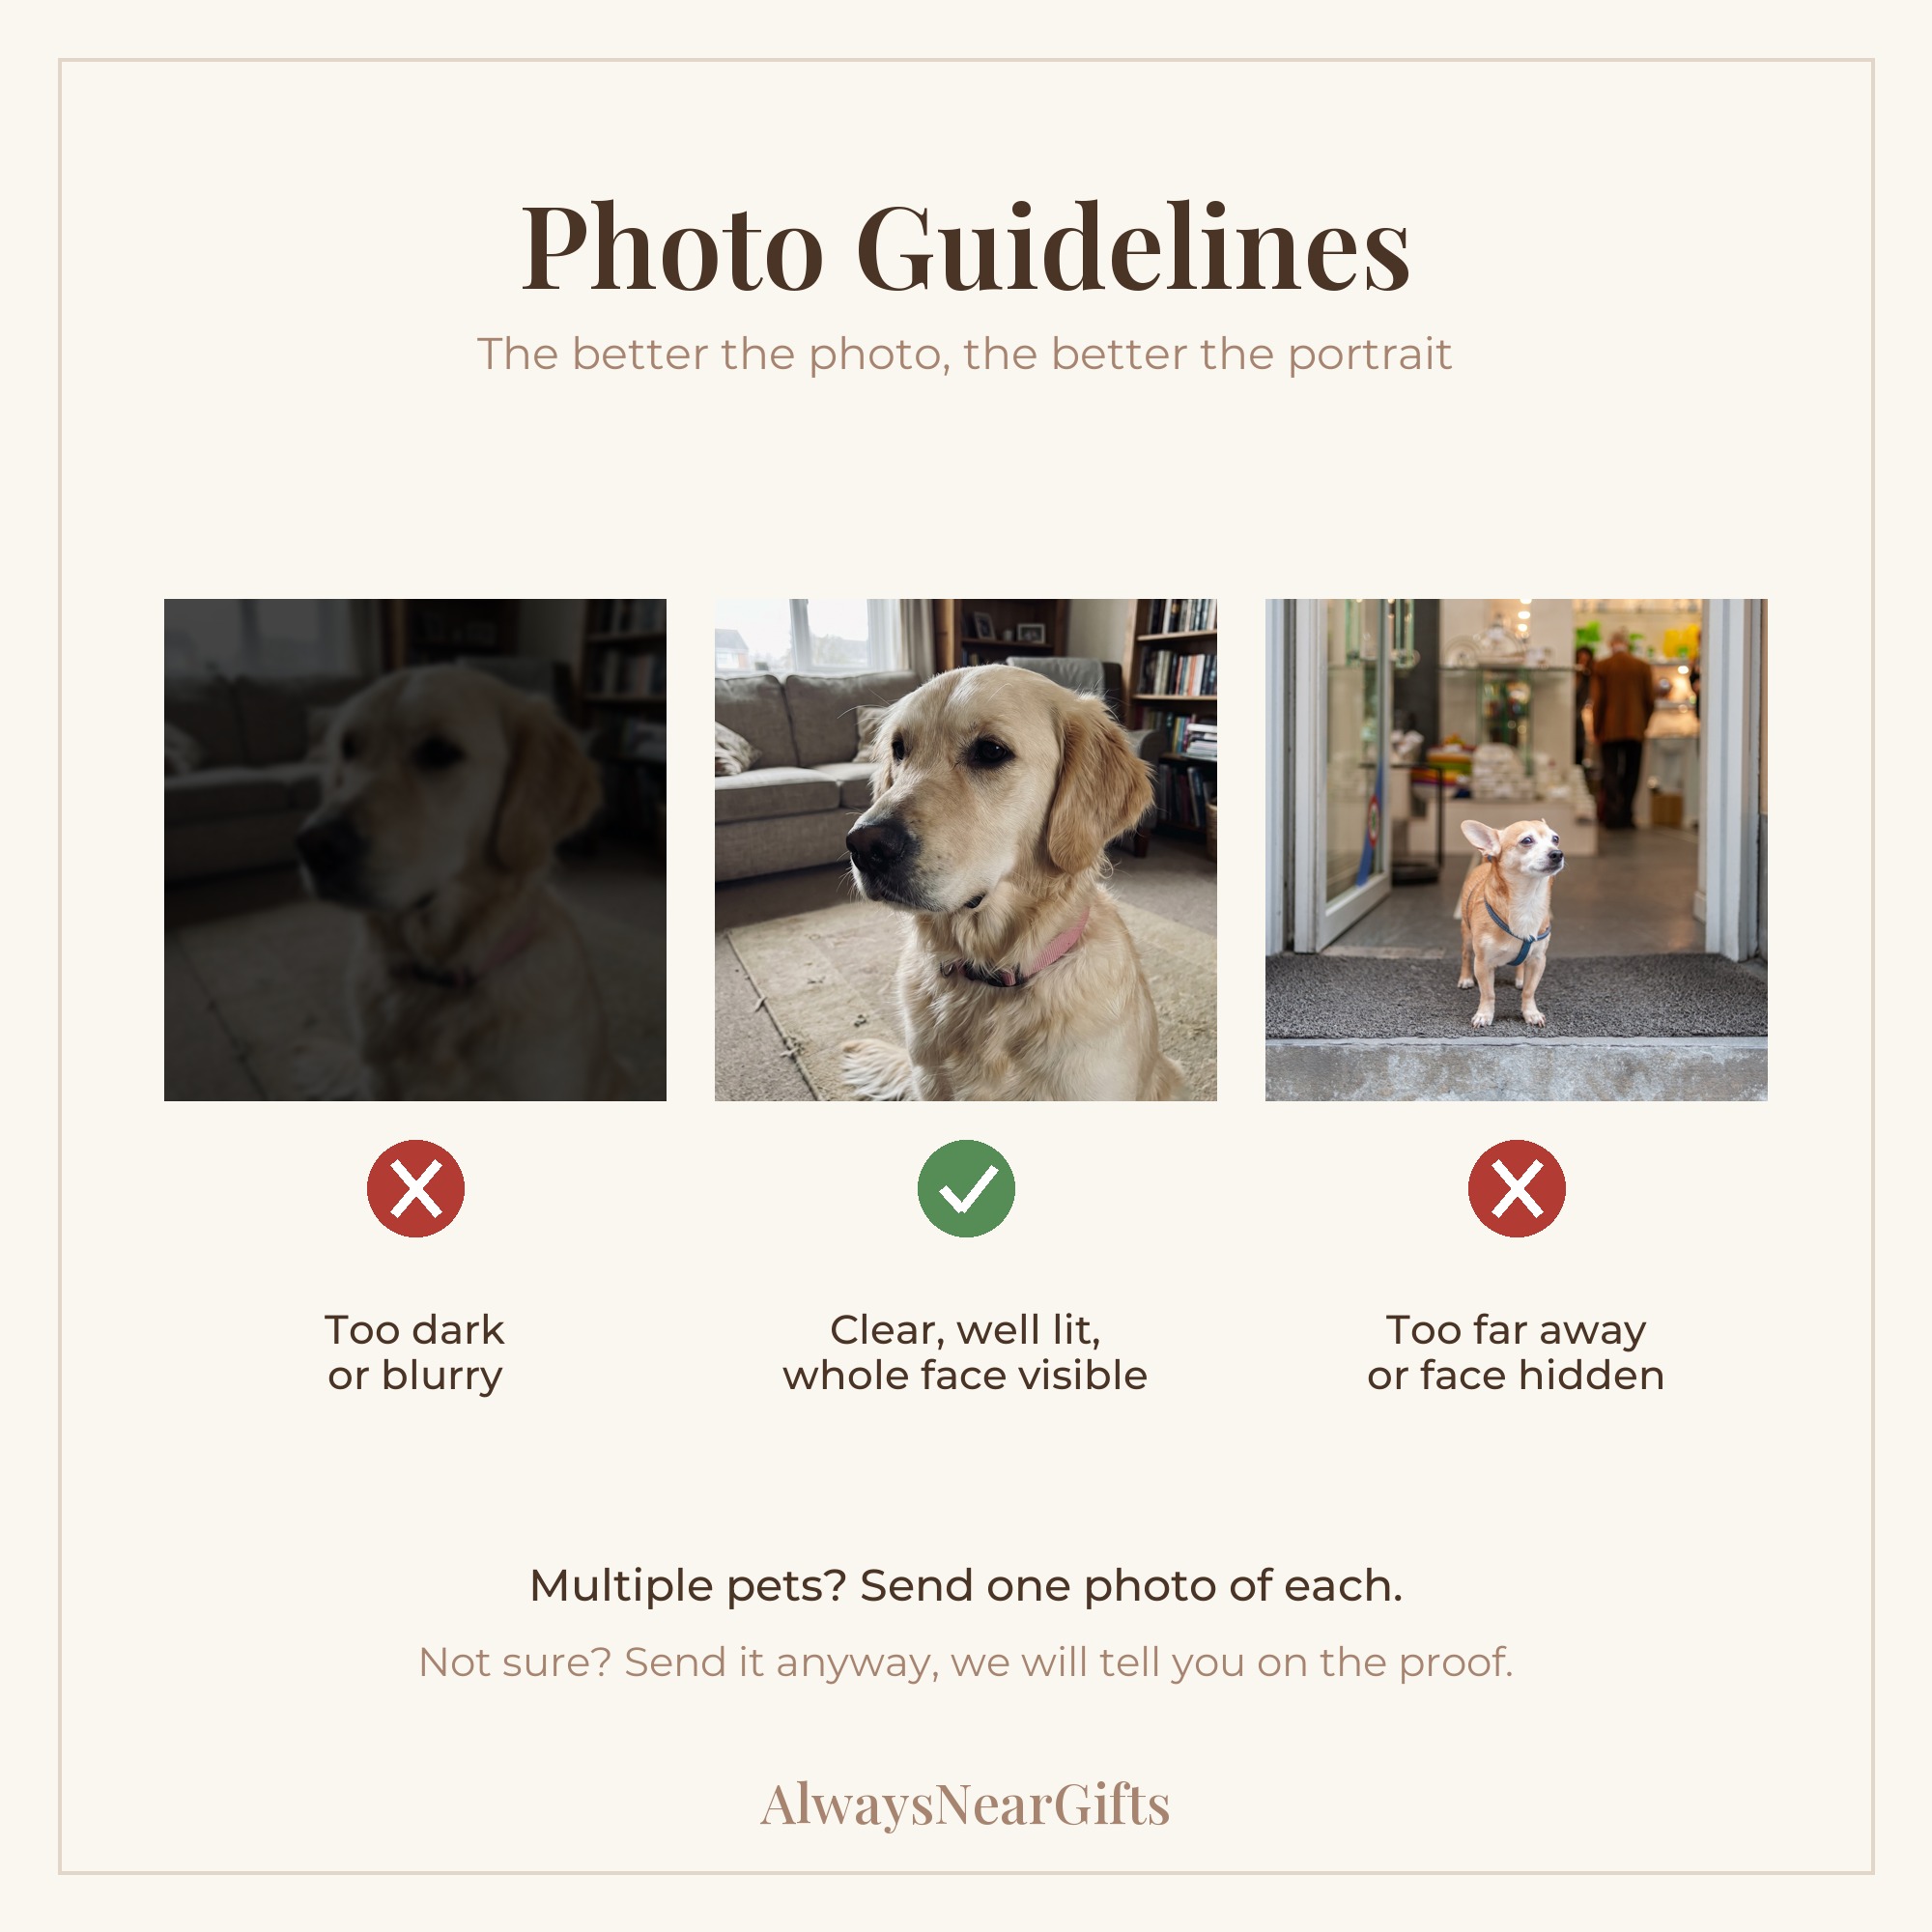 Photo Guidelines
The better the photo, the better the portrait
Too dark
or blurry
Clear, well lit,
whole face visible
Too far away
or face hidden
Multiple pets? Send one photo of each.
Not sure? Send it anyway, we will tell you on the proof.
AlwaysNearGifts